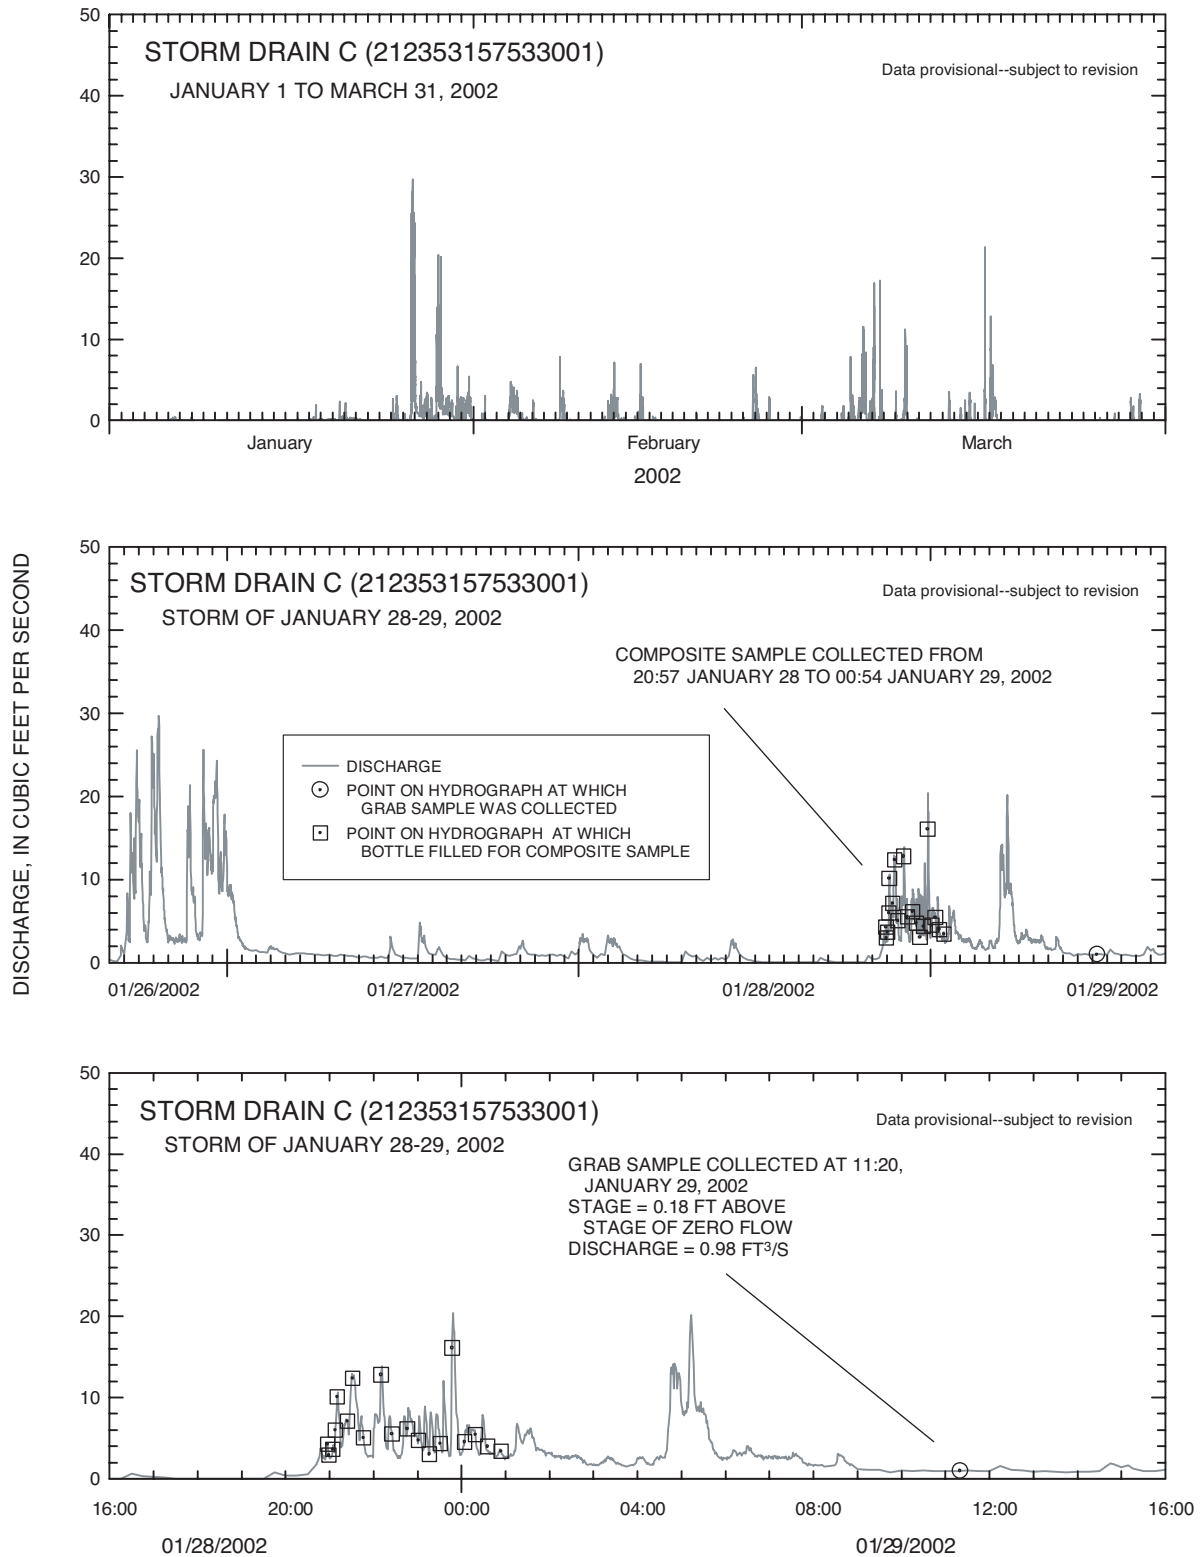 50
STORM DRAIN C (212353157533001)
Data provisional--subject to revision
JANUARY 1 TO MARCH 31, 2002
40
30
20
10
0
January February March
2002
DISCHARGE, IN CUBIC FEET PER SECOND
50
STORM DRAIN C (212353157533001)
Data provisional--subject to revision
STORM OF JANUARY 28-29, 2002
40
COMPOSITE SAMPLE COLLECTED FROM
20:57 JANUARY 28 TO 00:54 JANUARY 29, 2002
30
DISCHARGE
POINT ON HYDROGRAPH AT WHICH
GRAB SAMPLE WAS COLLECTED
POINT ON HYDROGRAPH AT WHICH
BOTTLE FILLED FOR COMPOSITE SAMPLE
20
10
0
01/26/2002 01/27/2002 01/28/2002 01/29/2002
50
STORM DRAIN C (212353157533001)
Data provisional--subject to revision
STORM OF JANUARY 28-29, 2002
40
GRAB SAMPLE COLLECTED AT 11:20,
JANUARY 29, 2002
STAGE = 0.18 FT ABOVE
STAGE OF ZERO FLOW
DISCHARGE = 0.98 FT³/S
30
20
10
0
16:00 20:00 00:00 04:00 08:00 12:00 16:00
01/28/2002 01/29/2002